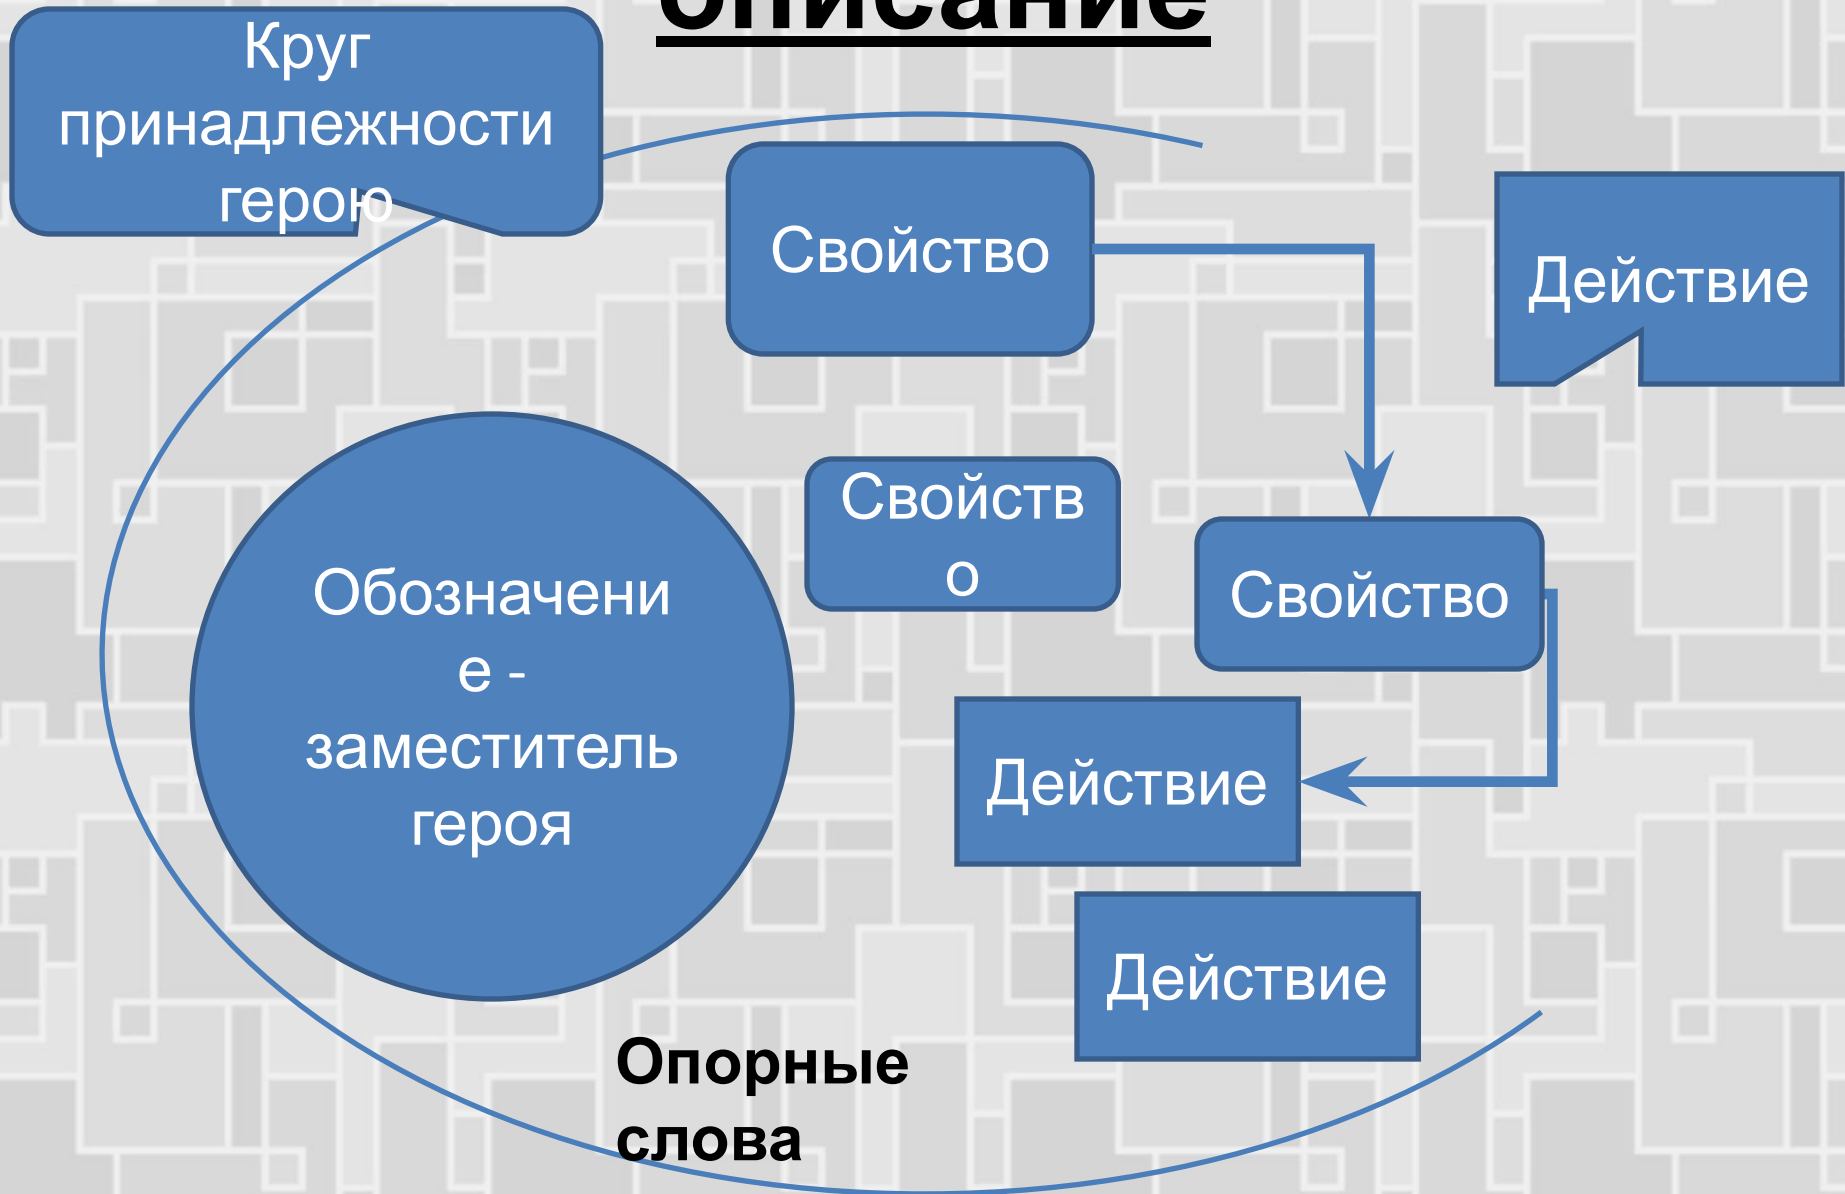 описание
Круг
принадлежности
герою
Свойство
Действие
Свойств
о
Свойство
Обозначени
е -
заместитель
героя
Действие
Действие
Опорные
слова